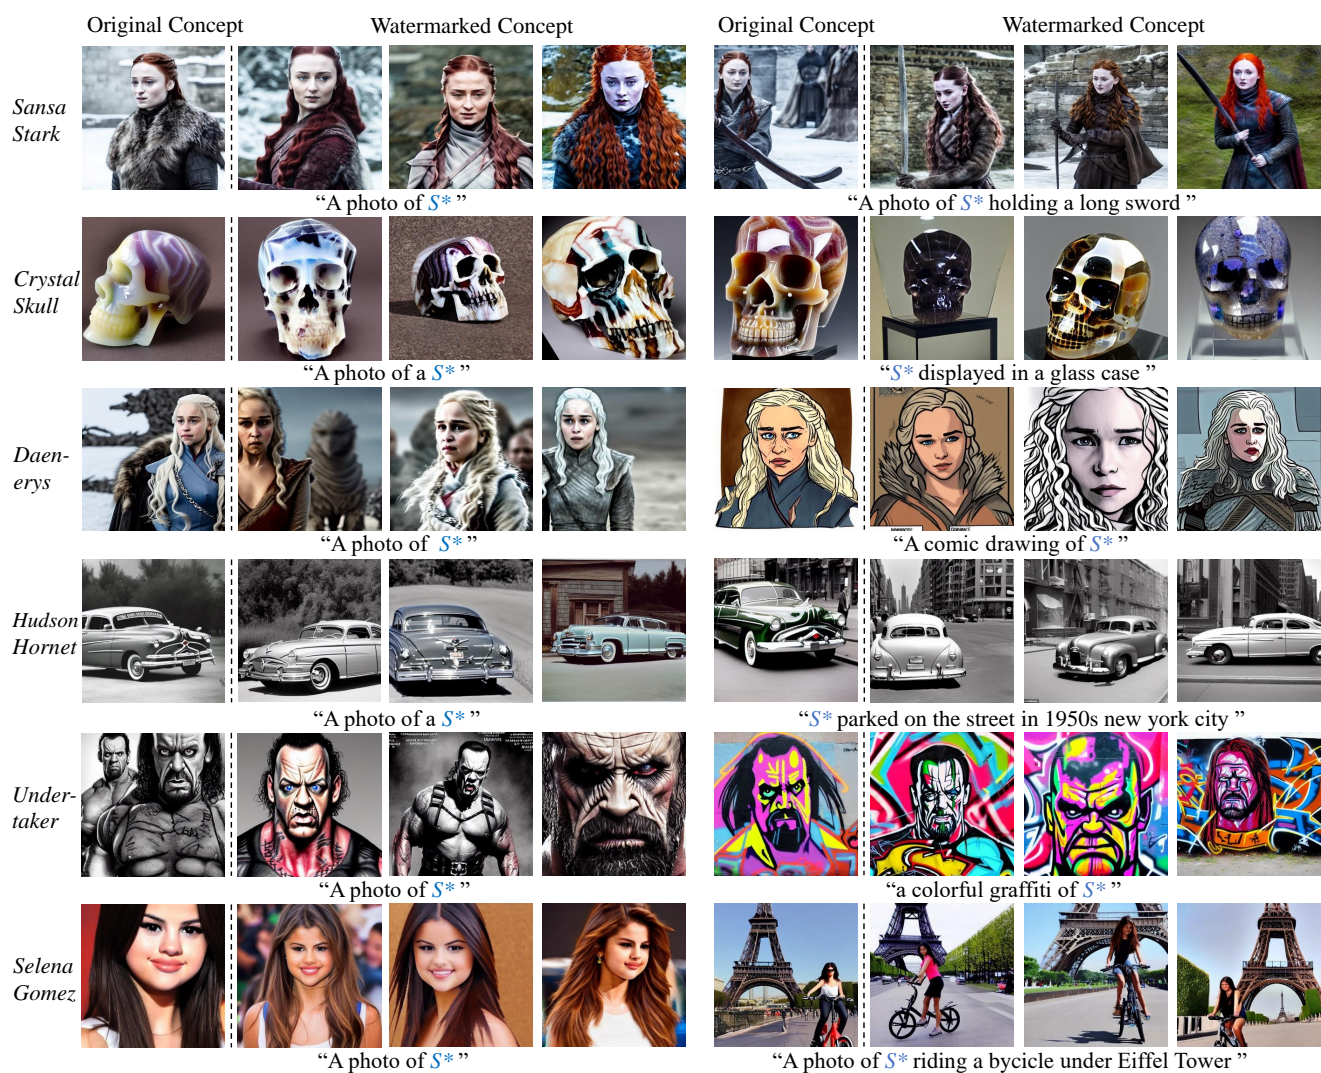 Original Concept
Watermarked Concept
Original Concept
Watermarked Concept
Sansa
Stark
“A photo of S* ”
“A photo of S* holding a long sword ”
Crystal
Skull
“A photo of a S* ”
“S* displayed in a glass case ”
Daen-
erys
“A photo of S* ”
“A comic drawing of S* ”
Hudson
Hornet
“A photo of a S* ”
“S* parked on the street in 1950s new york city ”
Under-
taker
“A photo of S* ”
“a colorful graffiti of S* ”
Selena
Gomez
“A photo of S* ”
“A photo of S* riding a bycicle under Eiffel Tower ”